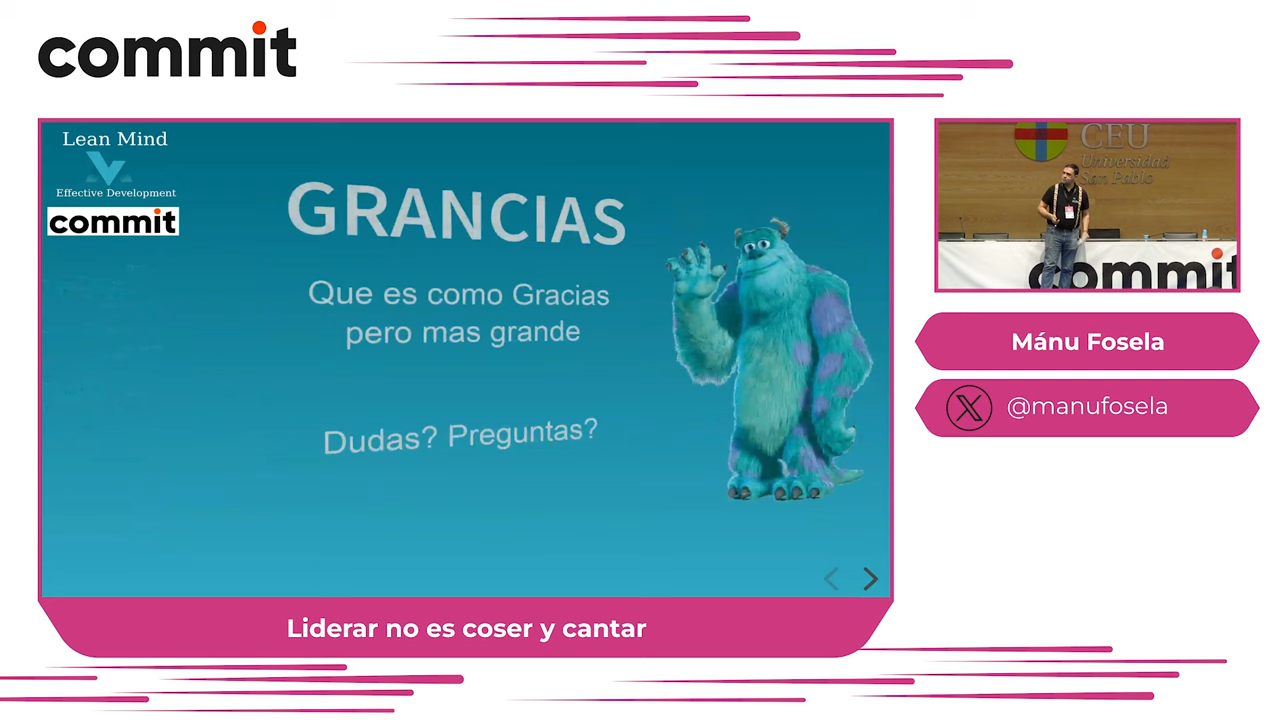 commit
Lean Mind
Effective Development
commit
GRANCIAS
Que es como Gracias
pero mas grande
Dudas? Preguntas?
CEU
Universidad
San Pablo
commit
Mánu Fosela
@manufosela
Liderar no es coser y cantar